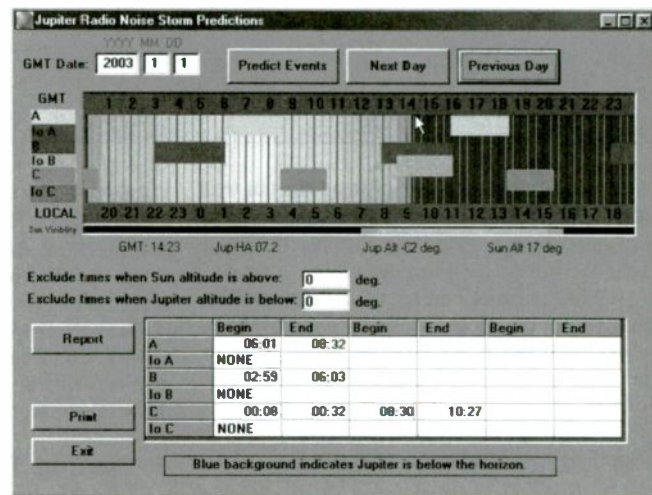 Jupiter Radio Noise Storm Predictions
YYYY MM DD
GMT Date: 2003 1 1 Predict Events Next Day Previous Day
GMT 1 2 3 4 5 6 7 8 9 10 11 12 13 14 15 16 17 18 19 20 21 22 23
A
Io A
B
Io B
C
Io C
LOCAL 20 21 22 23 0 1 2 3 4 5 6 7 8 9 10 11 12 13 14 15 16 17 18
Sun Visibility
GMT: 14.23 Jup HA 07.2 Jup Alt -02 deg. Sun Alt 17 deg.
Exclude times when Sun altitude is above: 0 deg.
Exclude times when Jupiter altitude is below: 0 deg.
Report
Begin End Begin End Begin End
A 06:01 08:32
Io A NONE
B 02:59 06:03
Io B NONE
Print
C 00:08 00:32 08:30 10:27
Io C NONE
Exit
Blue background indicates Jupiter is below the horizon.